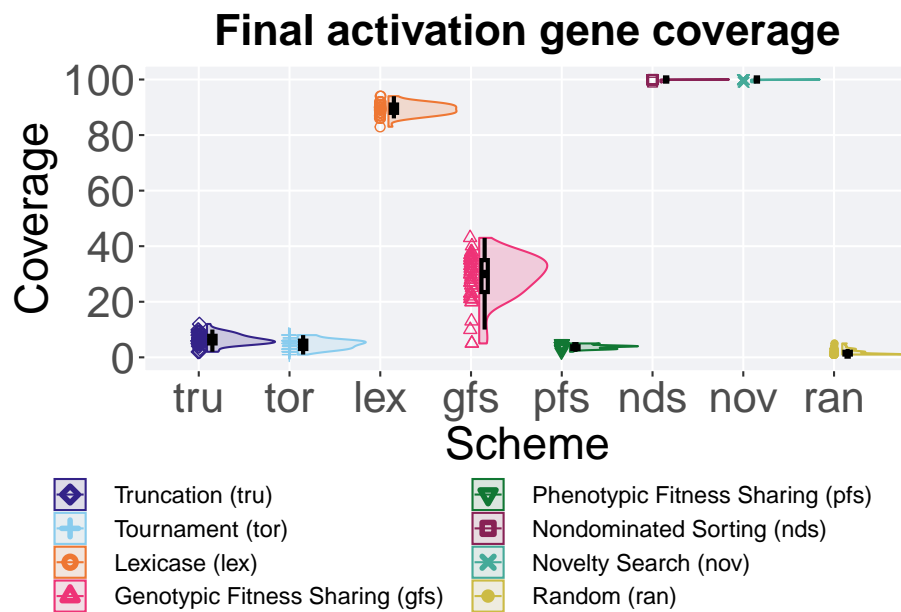 Final activation gene coverage
Coverage
100
80
60
40
20
0
tru tor lex gfs pfs nds nov ran
Scheme
Truncation (tru)
Tournament (tor)
Lexicase (lex)
Genotypic Fitness Sharing (gfs)
Phenotypic Fitness Sharing (pfs)
Nondominated Sorting (nds)
Novelty Search (nov)
Random (ran)